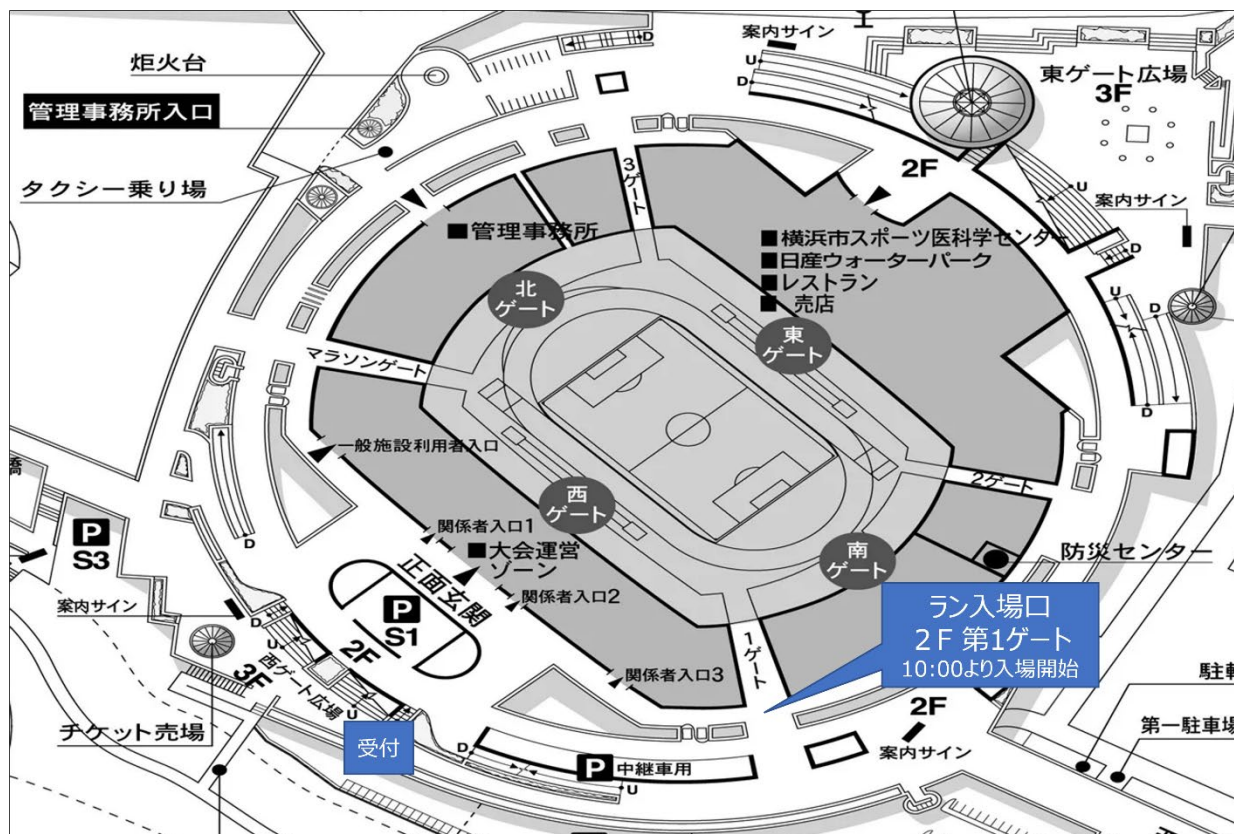 案内サイン
D
炬火台
U
D
東ゲート広場
3F
管理事務所入口
3ゲート
2F
タクシー乗り場
U
案内サイン
■管理事務所
■横浜市スポーツ医科学センター
■日産ウォーターパーク
■レストラン
■売店
D
北
ゲート
U
D
東
ゲート
マラソンゲート
D
一般施設利用者入口
西
ゲート
2ゲート
橋
P
S3
D
関係者入口1
■大会運営
ゾーン
南
ゲート
防災センター
正面玄関
P
S1
関係者入口2
案内サイン
D
U
2F
ラン入場口
2F 第1ゲート
10:00より入場開始
1ゲート
3F
西ゲート広場
関係者入口3
U
2F
チケット売場
受付
D
P
中継車用
U
案内サイン
第一駐車場